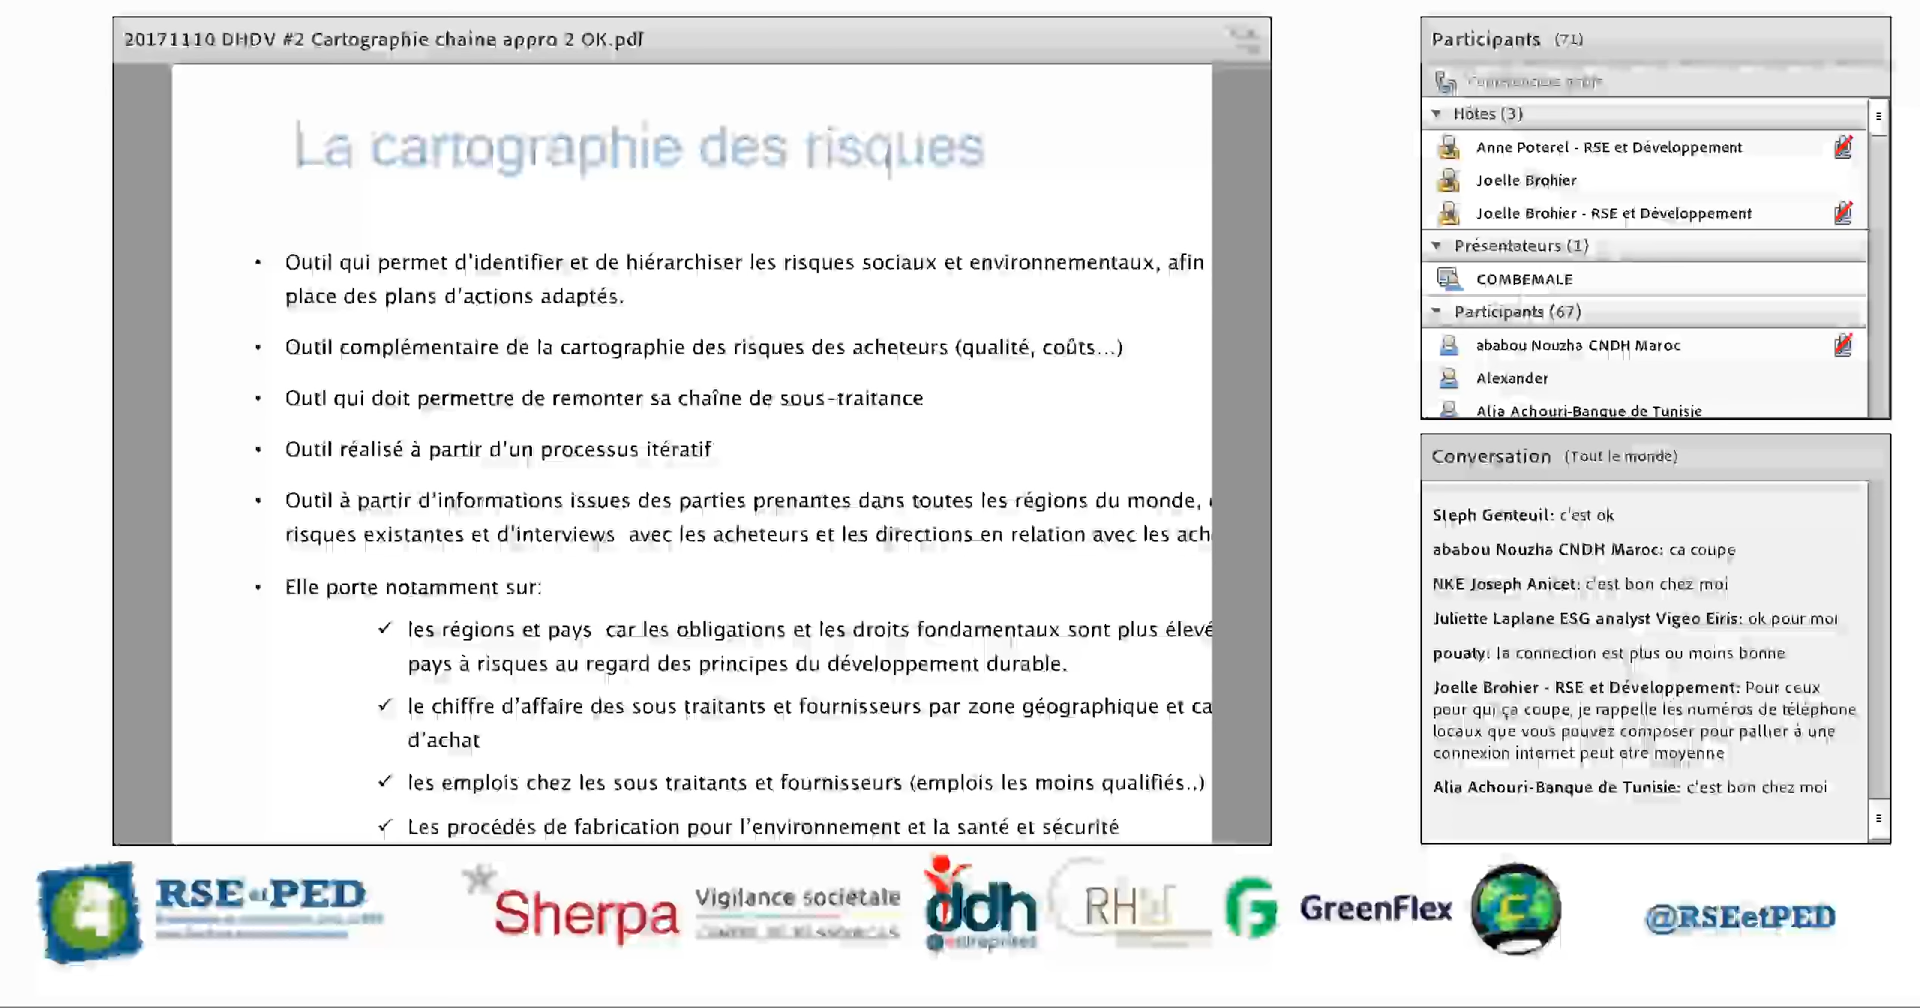 20171110 DHDV #2 Cartographie chaine appro 2 OK.pdf
La cartographie des risques
• Outil qui permet d'identifier et de hiérarchiser les risques sociaux et environnementaux, afin
place des plans d'actions adaptés.
• Outil complémentaire de la cartographie des risques des acheteurs (qualité, coûts...)
• Outl qui doit permettre de remonter sa chaîne de sous-traitance
• Outil réalisé à partir d'un processus itératif
• Outil à partir d'informations issues des parties prenantes dans toutes les régions du monde,
risques existantes et d'interviews avec les acheteurs et les directions en relation avec les ach
• Elle porte notamment sur:
✓ les régions et pays car les obligations et les droits fondamentaux sont plus élevé
pays à risques au regard des principes du développement durable.
✓ le chiffre d'affaire des sous traitants et fournisseurs par zone géographique et ca
d'achat
✓ les emplois chez les sous traitants et fournisseurs (emplois les moins qualifiés..)
✓ Les procédés de fabrication pour l'environnement et la santé et sécurité
Participants (71)
Hôtes (3)
Anne Poterel - RSE et Développement
Joelle Brohier
Joelle Brohier - RSE et Développement
Présentateurs (1)
COMBEMALE
Participants (67)
ababou Nouzha CNDH Maroc
Alexander
Alia Achouri-Banque de Tunisie
Conversation (Tout le monde)
Steph Genteuil: c'est ok
ababou Nouzha CNDH Maroc: ca coupe
NKE Joseph Anicet: c'est bon chez moi
Juliette Laplane ESG analyst Vigeo Eiris: ok pour moi
pouaty: la connection est plus ou moins bonne
Joelle Brohier - RSE et Développement: Pour ceux
pour qui ça coupe, je rappelle les numéros de téléphone
locaux que vous pouvez composer pour pallier à une
connexion internet peut etre moyenne
Alia Achouri-Banque de Tunisie: c'est bon chez moi
RSE et PED
Sherpa
Vigilance sociétale
ddh
entreprises
RH
GreenFlex
@RSEetPED